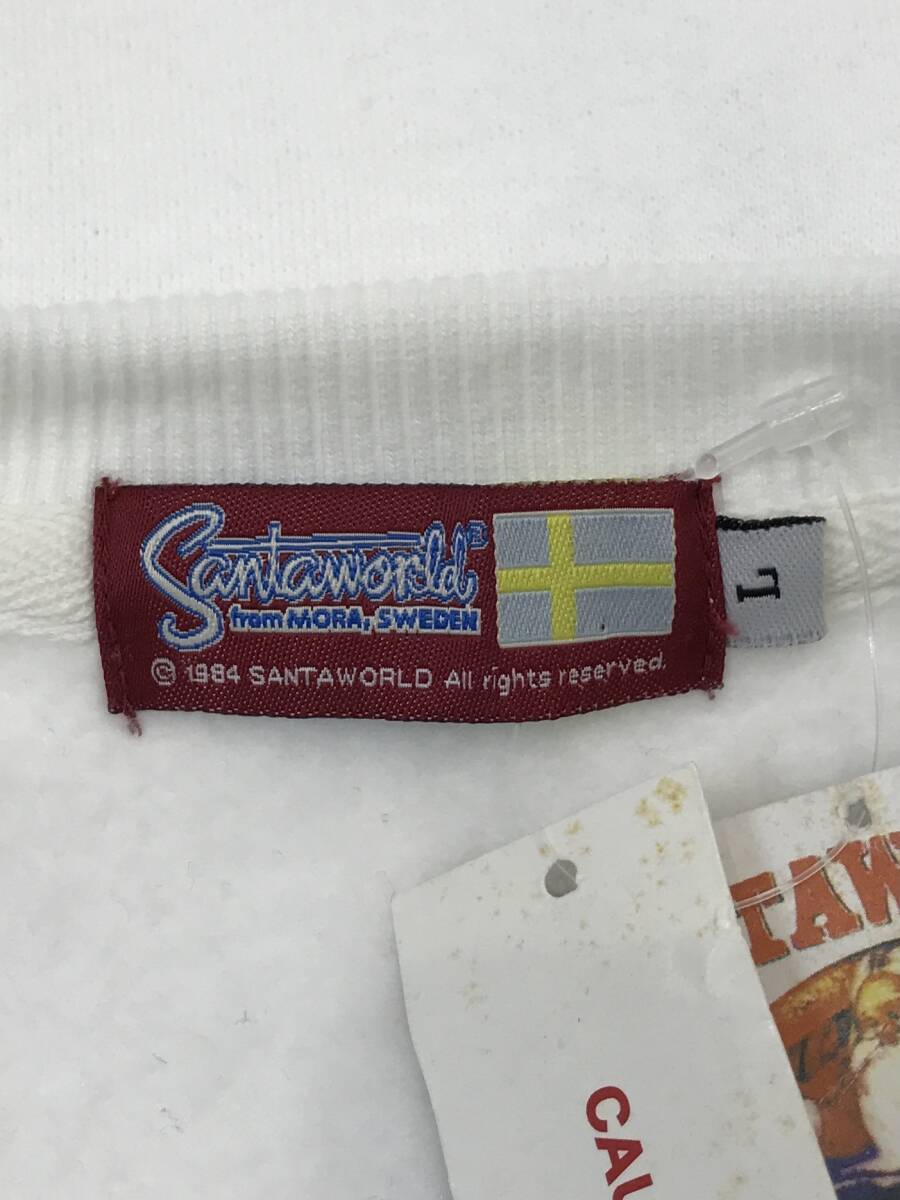 Santaworld®
from MORA, SWEDEN
© 1984 SANTAWORLD All rights reserved.
L
TAW
CAU